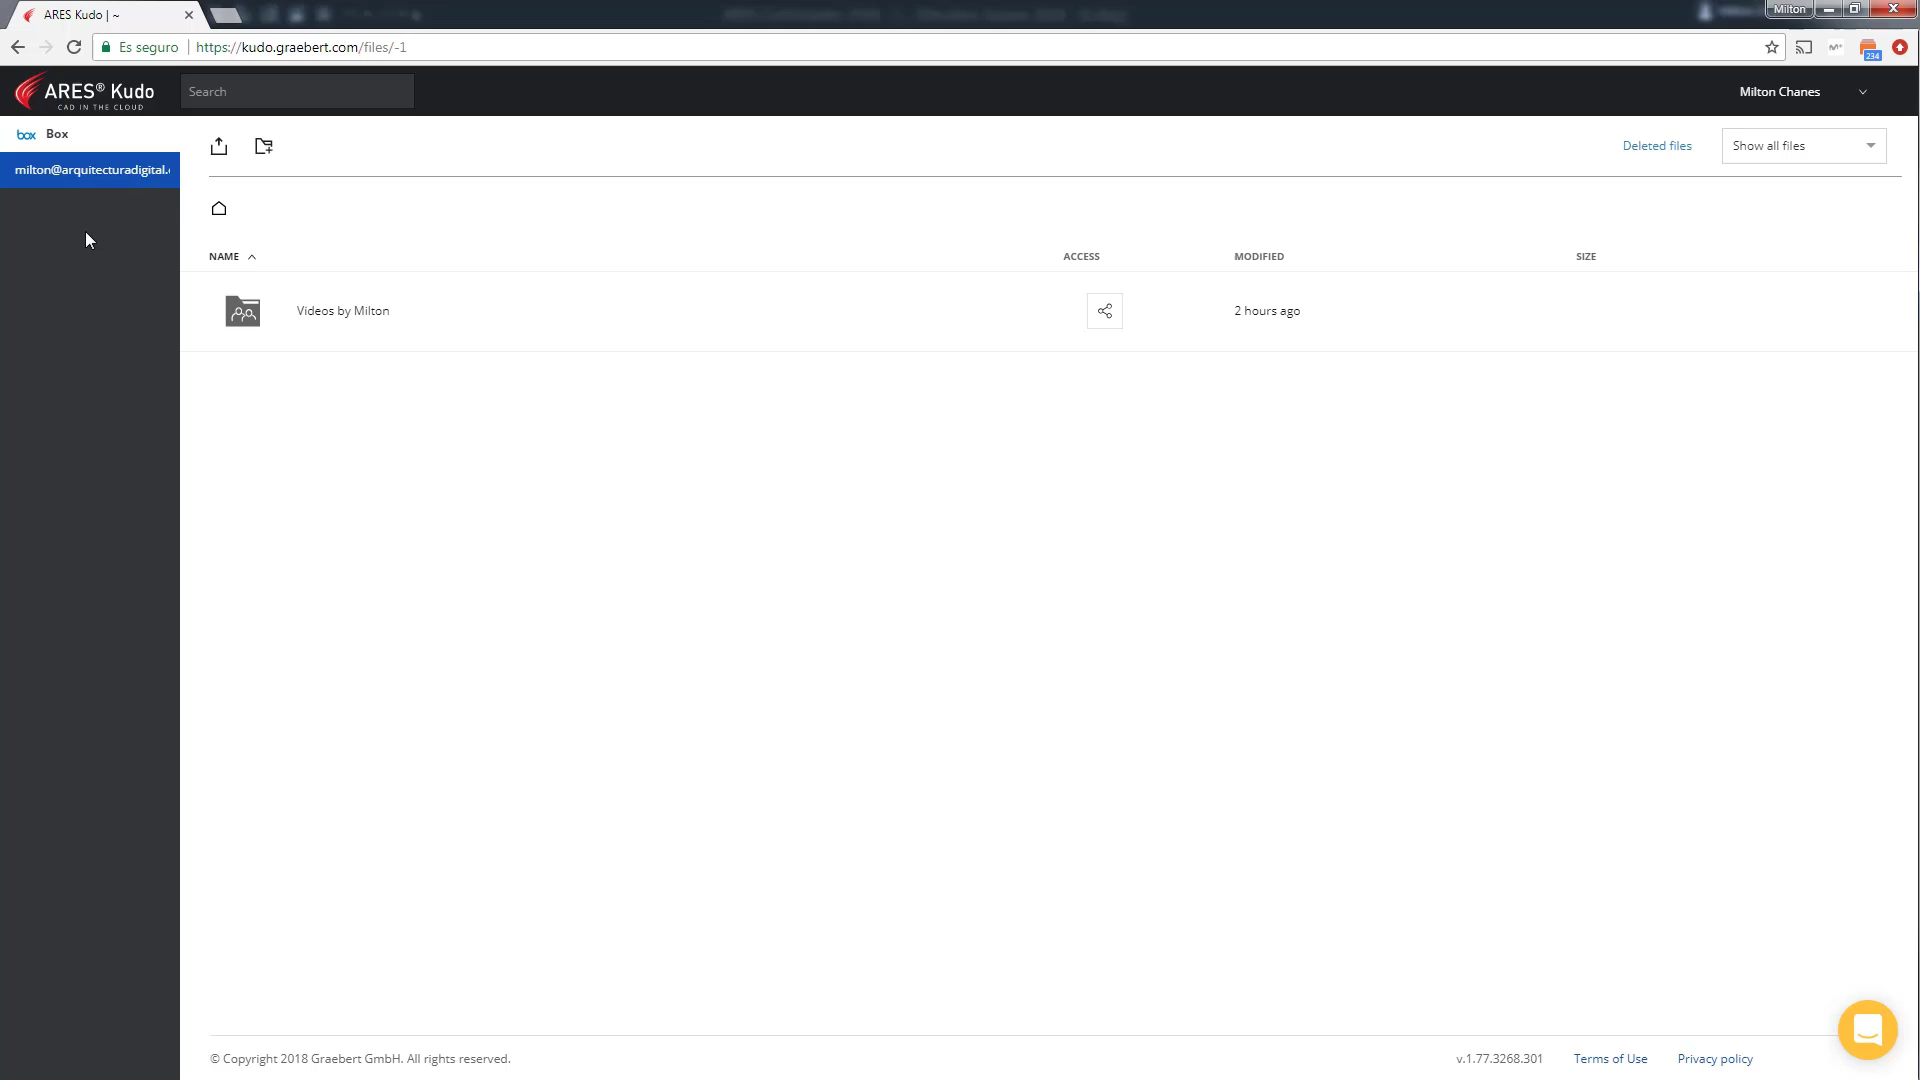 ARES Kudo | ~
Milton
Es seguro
https://kudo.graebert.com/files/-1
234
ARES® Kudo
CAD IN THE CLOUD
Search
Milton Chanes
box Box
milton@arquitecturadigital.
Deleted files
Show all files
NAME
ACCESS
MODIFIED
SIZE
Videos by Milton
2 hours ago
© Copyright 2018 Graebert GmbH. All rights reserved.
v.1.77.3268.301
Terms of Use
Privacy policy